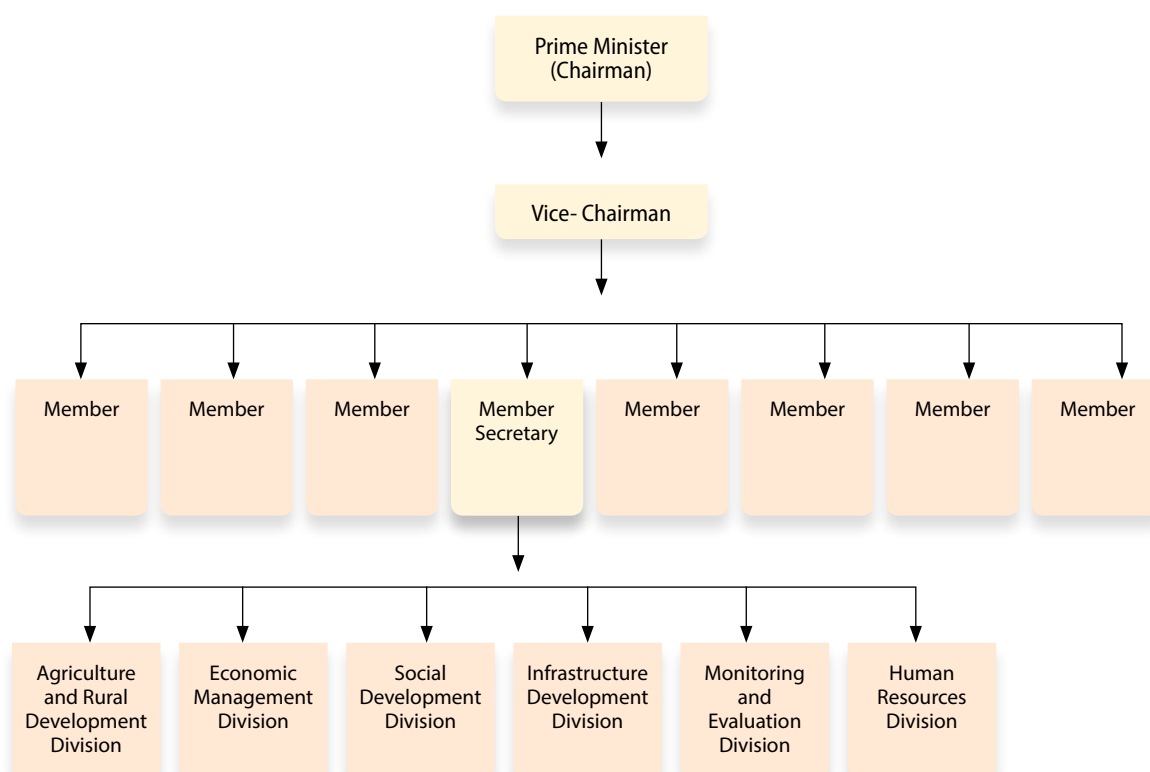 Prime Minister
(Chairman)
Vice- Chairman
Member
Member
Member
Member
Secretary
Member
Member
Member
Member
Agriculture
and Rural
Development
Division
Economic
Management
Division
Social
Development
Division
Infrastructure
Development
Division
Monitoring
and
Evaluation
Division
Human
Resources
Division